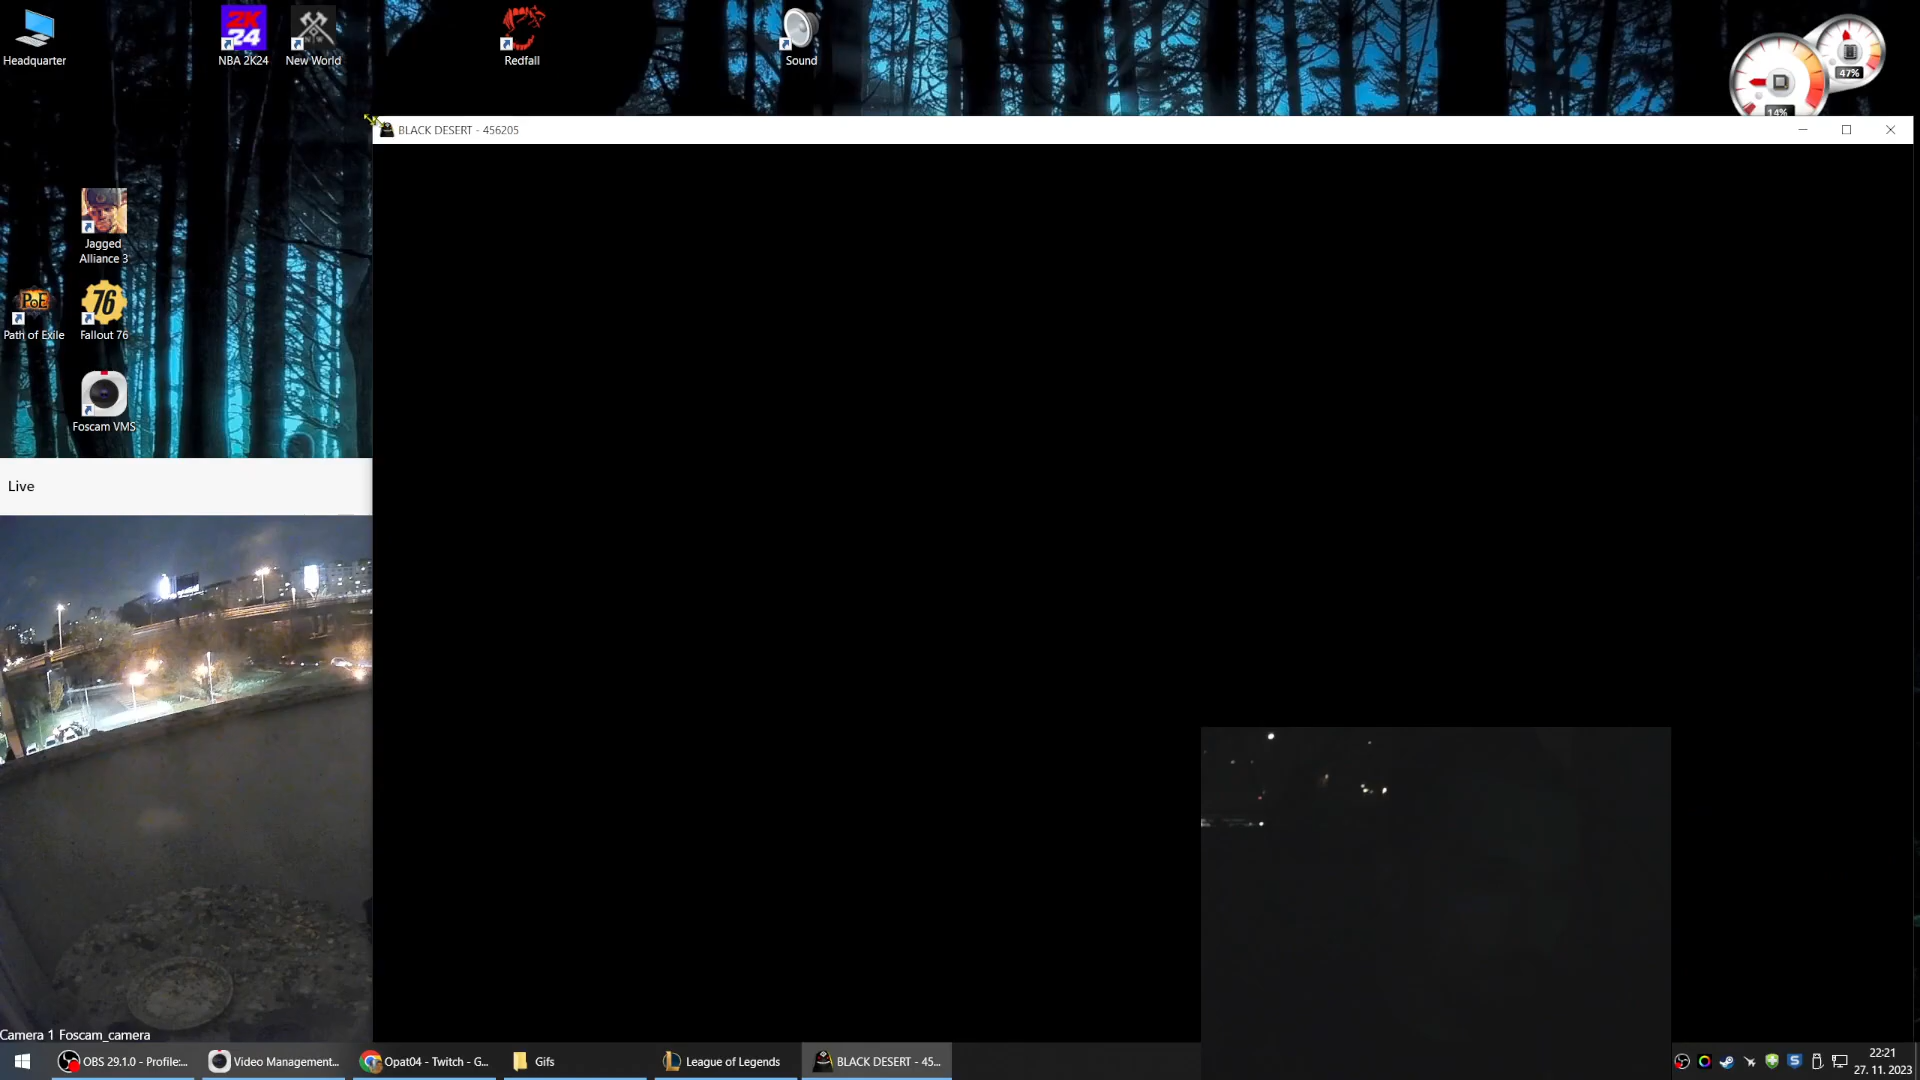 Headquarter
NBA 2K24
New World
Redfall
Sound
47%
14%
BLACK DESERT - 456205
Jagged
Alliance 3
Path of Exile
Fallout 76
Foscam VMS
Live
Camera 1 Foscam_camera
OBS 29.1.0 - Profile:...
Video Management...
Opat04 - Twitch - G...
Gifs
League of Legends
BLACK DESERT - 45...
22:21
27. 11. 2023
2K
24
PoE
76